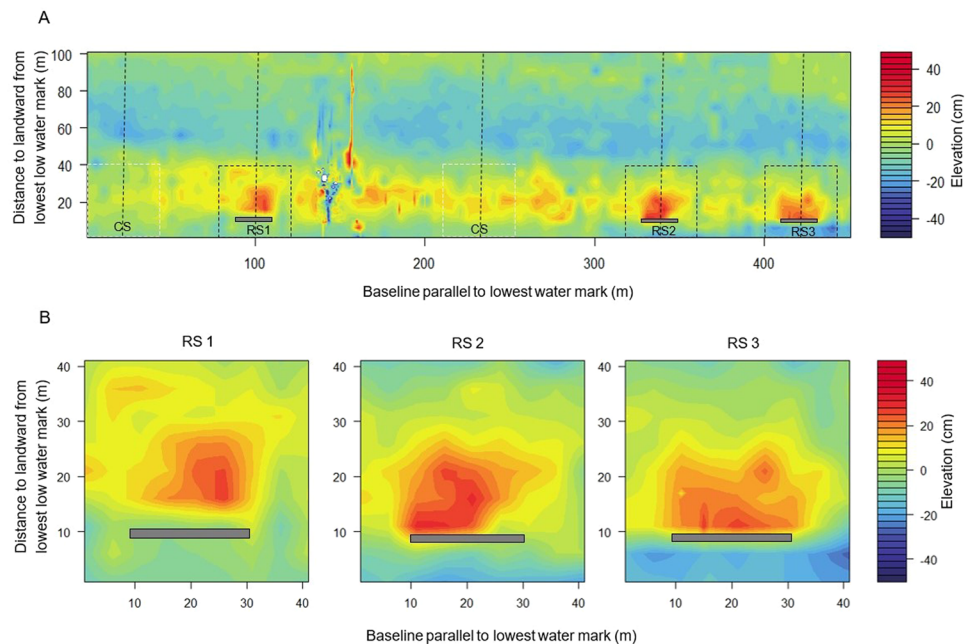 A
Distance to landward from
lowest low water mark (m)
100
80
60
40
20
CS
RS1
CS
RS2
RS3
100
200
300
400
Baseline parallel to lowest water mark (m)
40
20
0
-20
-40
Elevation (cm)
B
RS 1
RS 2
RS 3
Distance to landward from
lowest low water mark (m)
40
30
20
10
10
20
30
40
40
30
20
10
10
20
30
40
40
30
20
10
10
20
30
40
Baseline parallel to lowest water mark (m)
40
20
0
-20
-40
Elevation (cm)